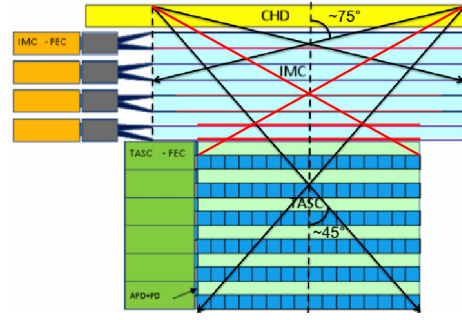 CHD
~75°
IMC - FEC
IMC
TASC - FEC
TASC
~45°
APD+PD